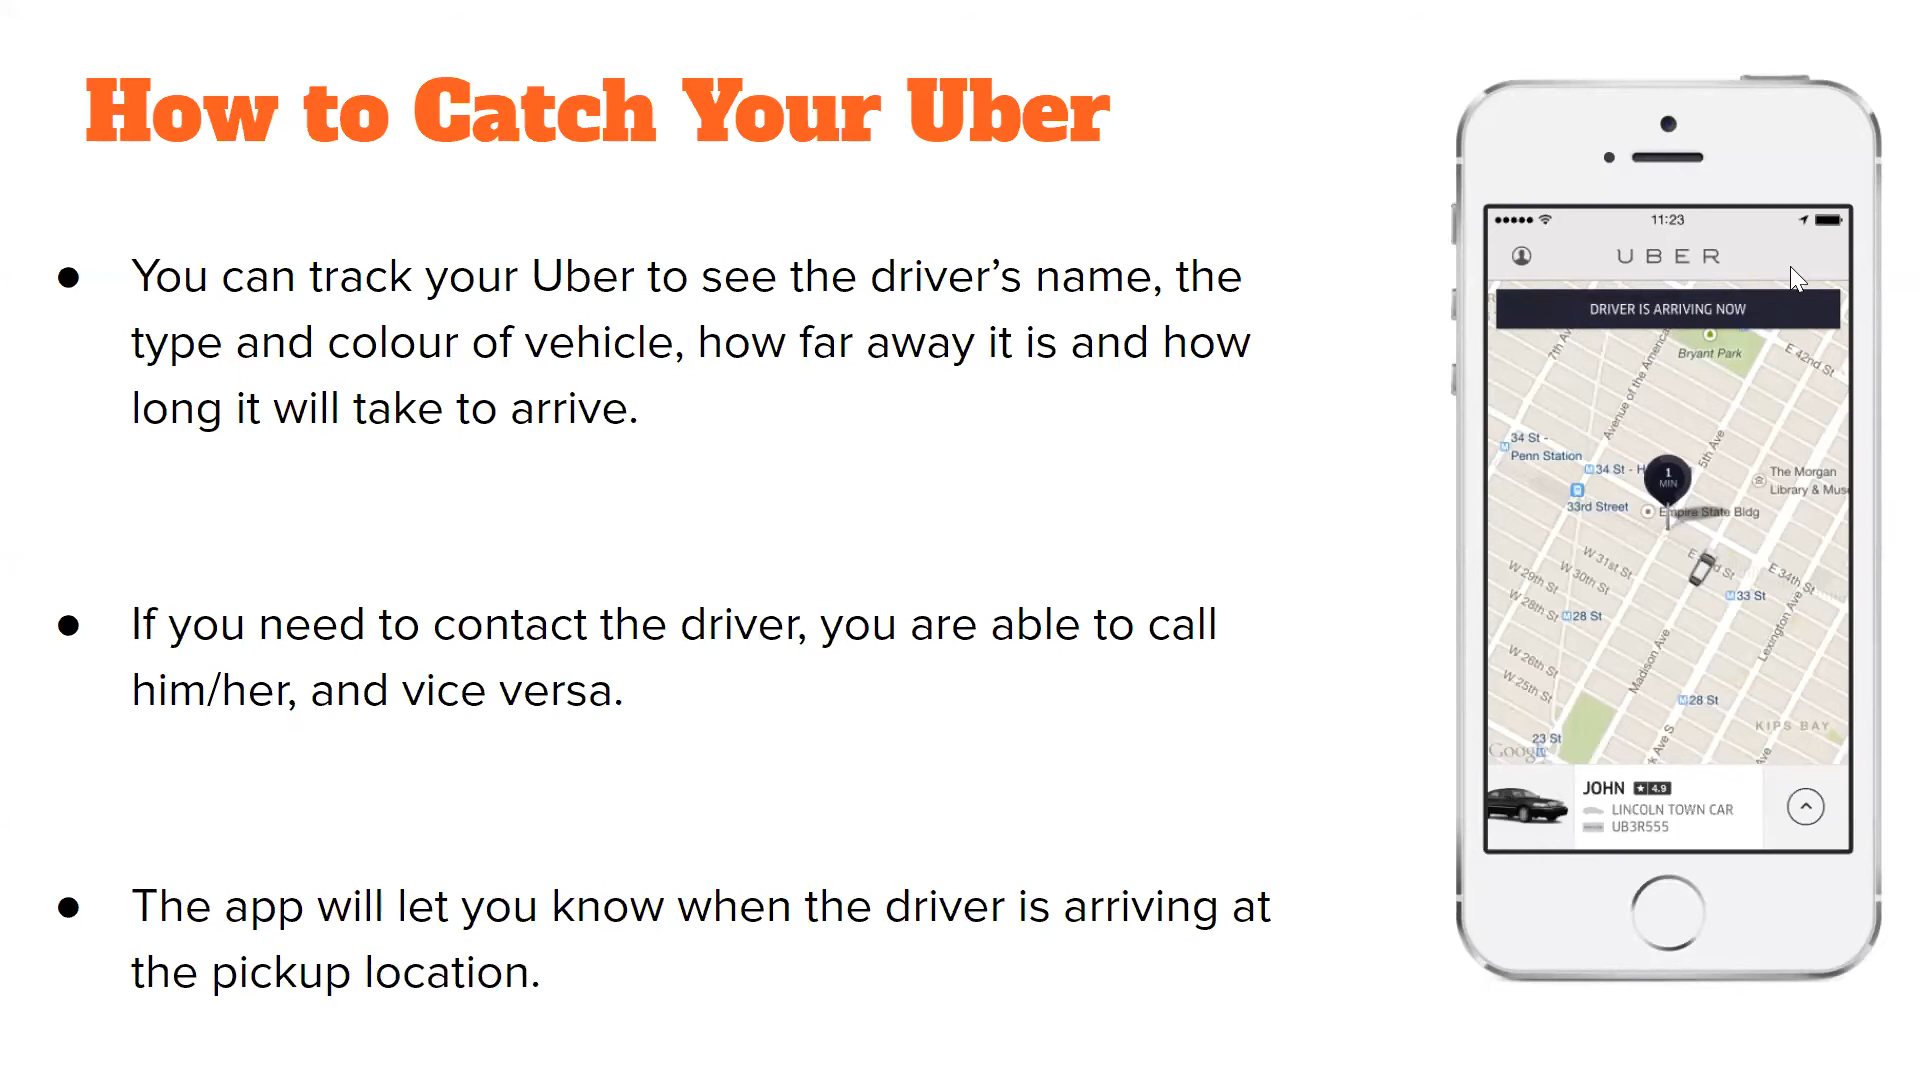 How to Catch Your Uber
● You can track your Uber to see the driver’s name, the
type and colour of vehicle, how far away it is and how
long it will take to arrive.
● If you need to contact the driver, you are able to call
him/her, and vice versa.
● The app will let you know when the driver is arriving at
the pickup location.
11:23
UBER
DRIVER IS ARRIVING NOW
7th Av
Avenue of the America
Bryant Park
E 42nd St
5th Ave
34 St -
Penn Station
34 St - H
1
MIN
The Morgan
Library & Mus
33rd Street
Empire State Bldg
W 31st St
W 30th St
W 29th St
W 28th St
E 34th St
33 St
28 St
Lexington Ave
Madison Ave
W 26th St
W 25th St
28 St
KIPS BAY
23 St
Google
k Ave S
Ave
JOHN ★ 4.9
LINCOLN TOWN CAR
UB3R555